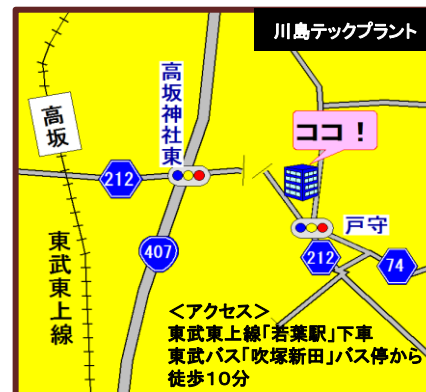 川島テックプラント
高坂神社東
ココ！
高坂
212
戸守
407
212
74
東武東上線
＜アクセス＞
東武東上線「若葉駅」下車
東武バス「吹塚新田」バス停から
徒歩１０分